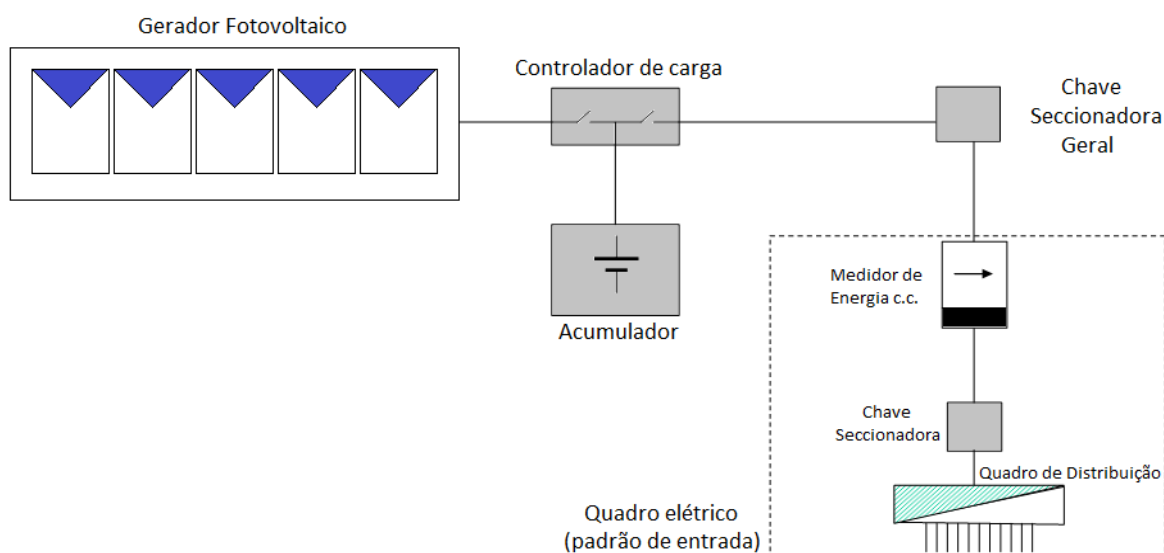 Gerador Fotovoltaico
Controlador de carga
Chave
Seccionadora
Geral
Acumulador
Medidor de
Energia c.c.
Chave
Seccionadora
Quadro de Distribuição
Quadro elétrico
(padrão de entrada)